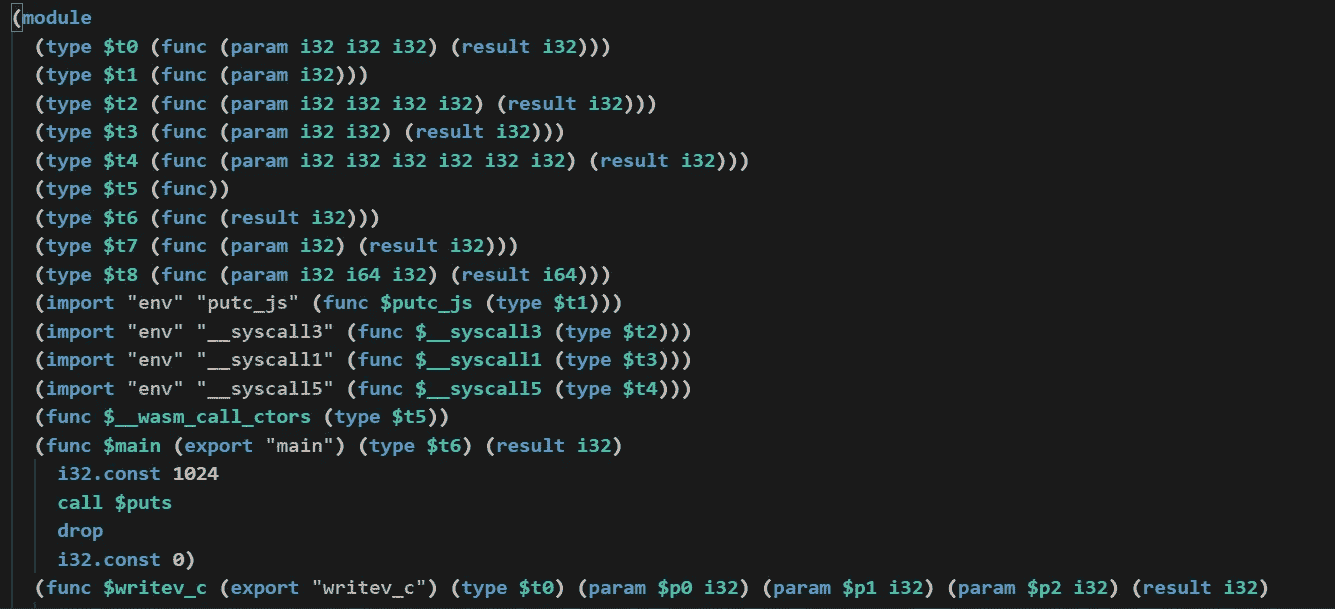 (module
(type $t0 (func (param i32 i32 i32) (result i32)))
(type $t1 (func (param i32)))
(type $t2 (func (param i32 i32 i32 i32) (result i32)))
(type $t3 (func (param i32 i32) (result i32)))
(type $t4 (func (param i32 i32 i32 i32 i32 i32) (result i32)))
(type $t5 (func))
(type $t6 (func (result i32)))
(type $t7 (func (param i32) (result i32)))
(type $t8 (func (param i32 i64 i32) (result i64)))
(import "env" "putc_js" (func $putc_js (type $t1)))
(import "env" "__syscall3" (func $__syscall3 (type $t2)))
(import "env" "__syscall1" (func $__syscall1 (type $t3)))
(import "env" "__syscall5" (func $__syscall5 (type $t4)))
(func $__wasm_call_ctors (type $t5))
(func $main (export "main") (type $t6) (result i32)
i32.const 1024
call $puts
drop
i32.const 0)
(func $writev_c (export "writev_c") (type $t0) (param $p0 i32) (param $p1 i32) (param $p2 i32) (result i32)